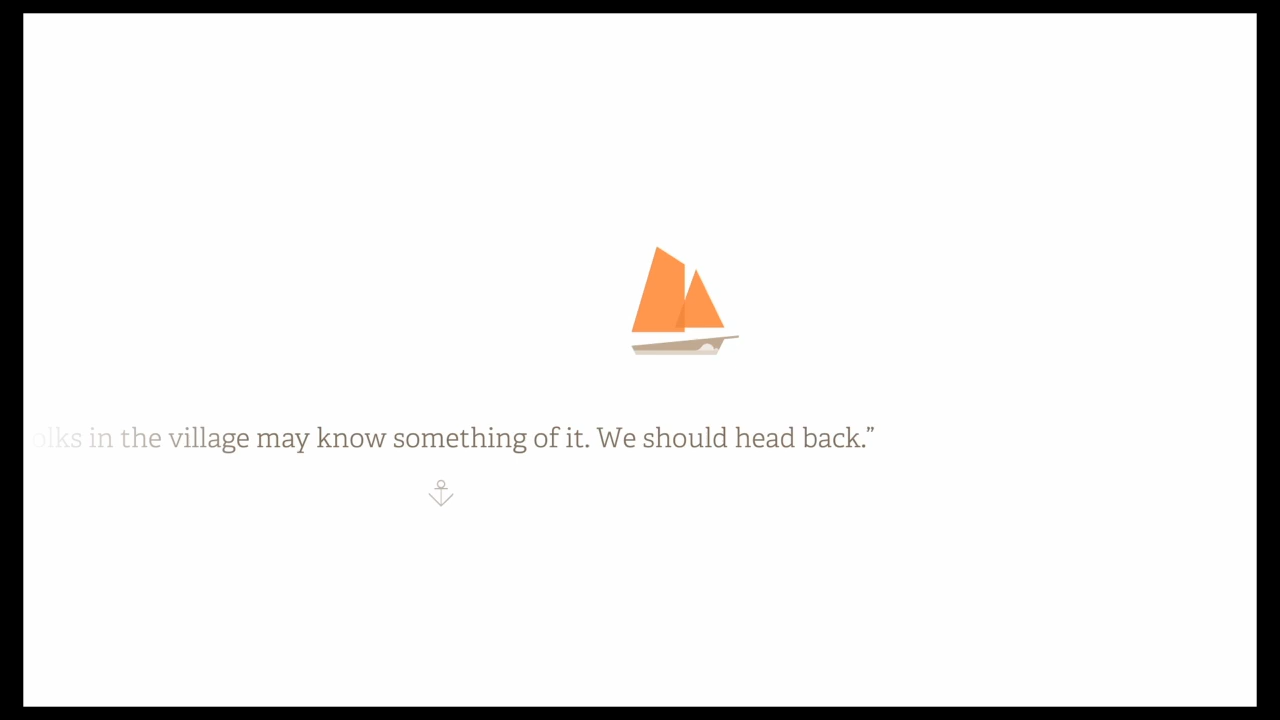 olks in the village may know something of it. We should head back.”